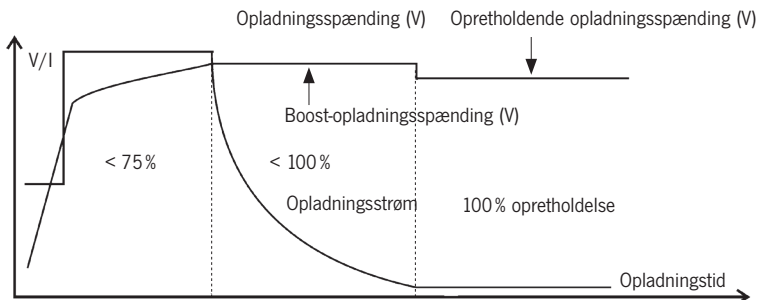 Opladningsspænding (V)
Opretholdende opladningsspænding (V)
V/I
Boost-opladningsspænding (V)
< 75 %
< 100 %
Opladningsstrøm
100 % opretholdelse
Opladningstid